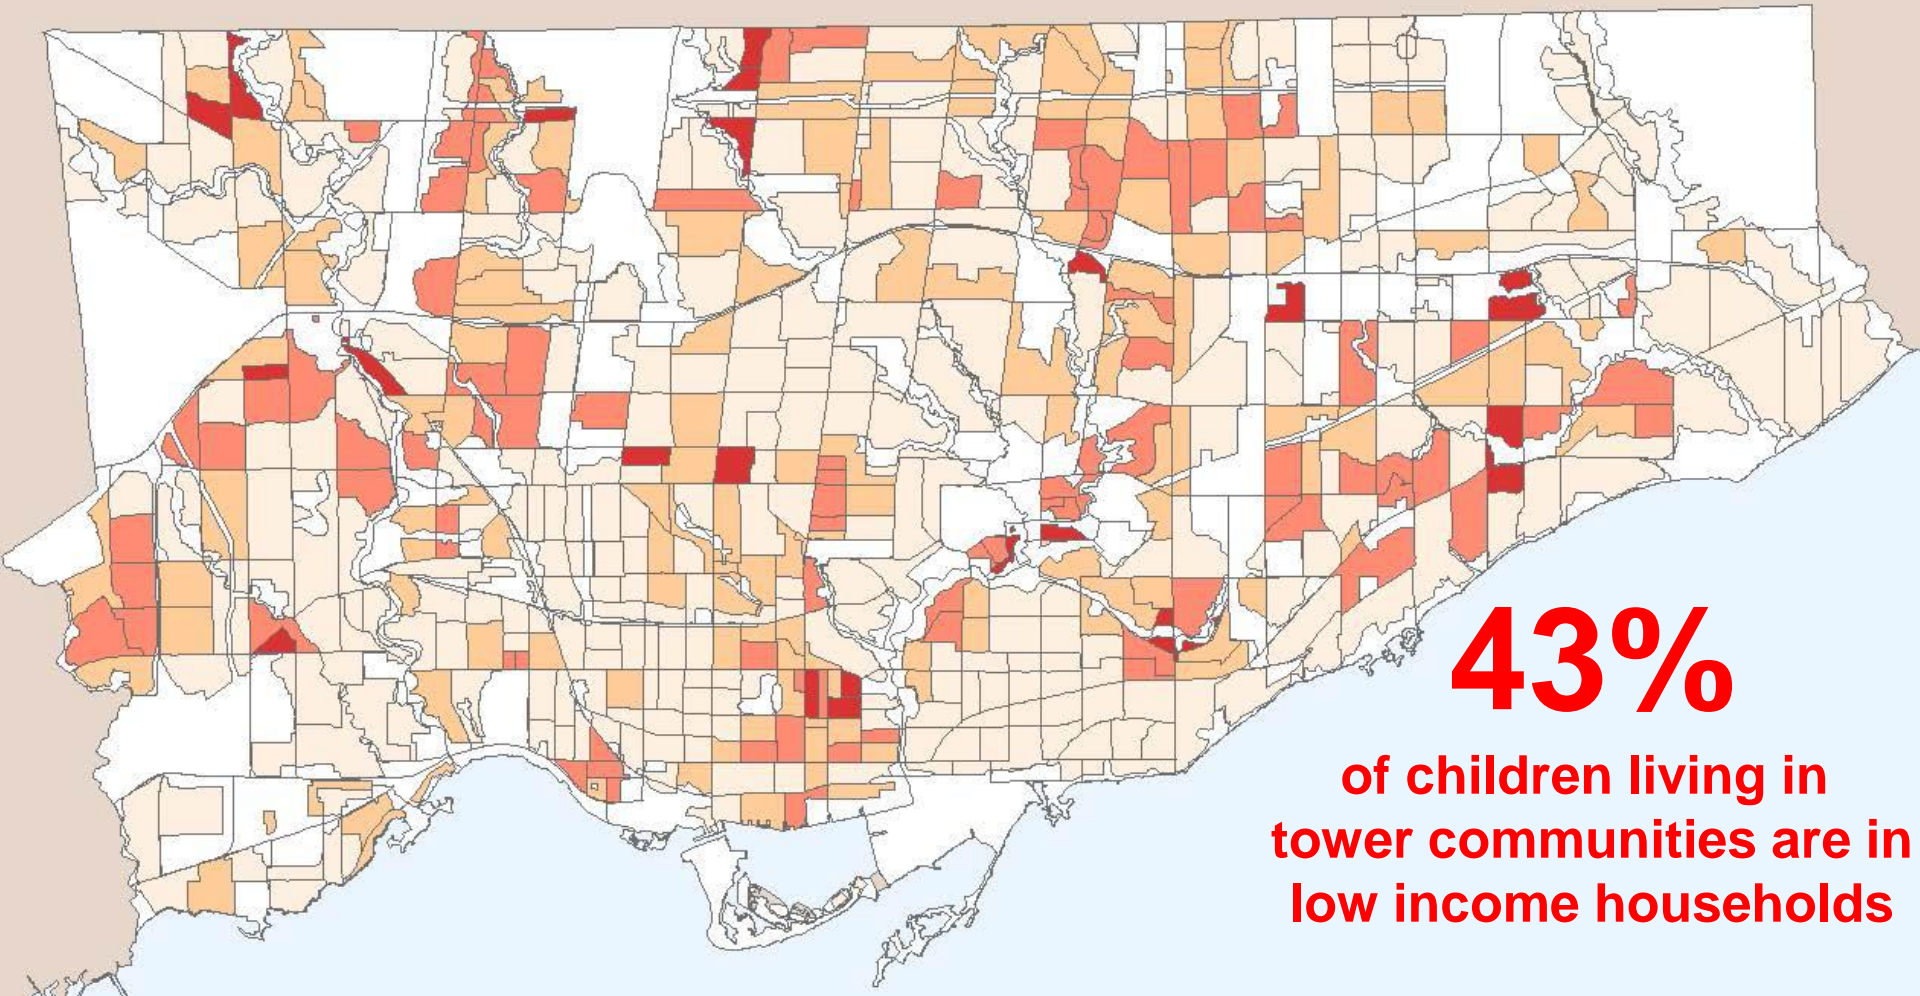 43%
of children living in
tower communities are in
low income households